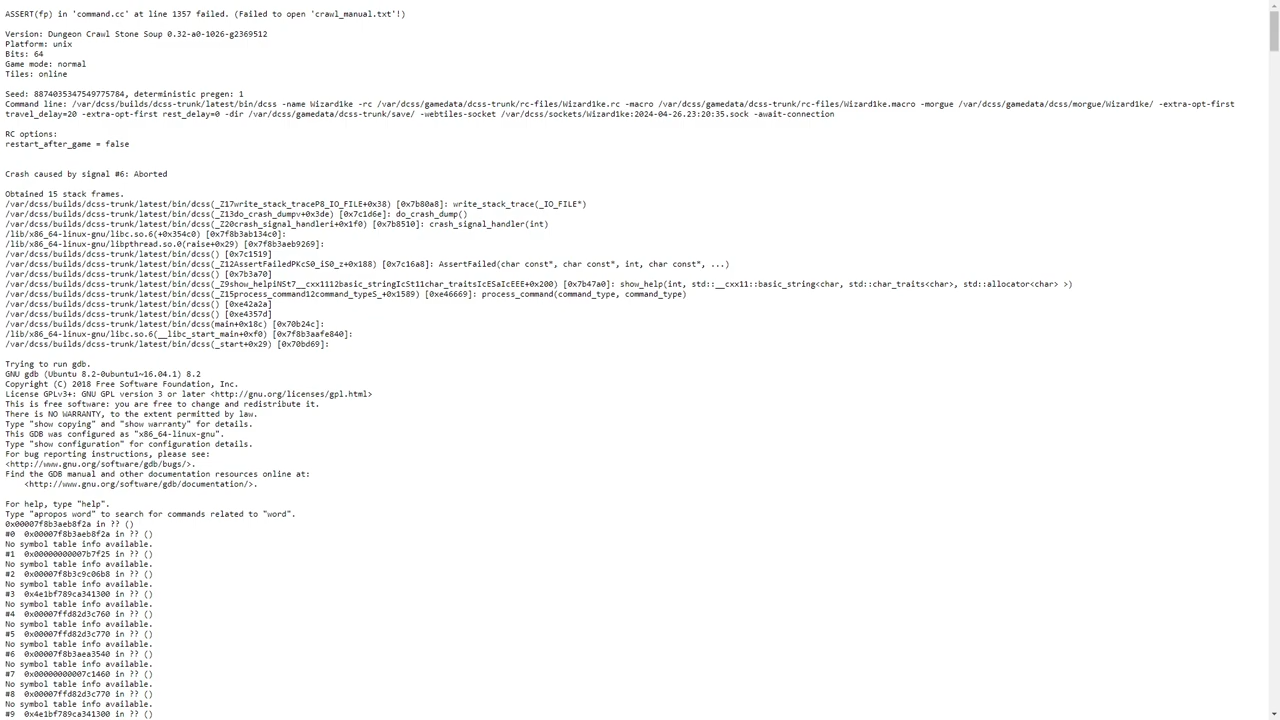 ASSERT(fp) in 'command.cc' at line 1357 failed. (Failed to open 'crawl_manual.txt'!)
Version: Dungeon Crawl Stone Soup 0.32-a0-1026-g2369512
Platform: unix
Bits: 64
Game mode: normal
Tiles: online
Seed: 8874035347549775784, deterministic pregen: 1
Command line: /var/dcss/builds/dcss-trunk/latest/bin/dcss -name Wizard1ke -rc /var/dcss/gamedata/dcss-trunk/rc-files/Wizard1ke.rc -macro /var/dcss/gamedata/dcss-trunk/rc-files/Wizard1ke.macro -morgue /var/dcss/gamedata/dcss/morgue/Wizard1ke/ -extra-opt-first
travel_delay=20 -extra-opt-first rest_delay=0 -dir /var/dcss/gamedata/dcss-trunk/save/ -webtiles-socket /var/dcss/sockets/Wizard1ke:2024-04-26.23:20:35.sock -await-connection
RC options:
restart_after_game = false
Crash caused by signal #6: Aborted
Obtained 15 stack frames.
/var/dcss/builds/dcss-trunk/latest/bin/dcss(_Z17write_stack_traceP8_IO_FILE+0x38) [0x7b80a8]: write_stack_trace(_IO_FILE*)
/var/dcss/builds/dcss-trunk/latest/bin/dcss(_Z13do_crash_dumpv+0x3de) [0x7c1d6e]: do_crash_dump()
/var/dcss/builds/dcss-trunk/latest/bin/dcss(_Z20crash_signal_handleri+0x1f0) [0x7b8510]: crash_signal_handler(int)
/lib/x86_64-linux-gnu/libc.so.6(+0x354c0) [0x7f8b3ab134c0]:
/lib/x86_64-linux-gnu/libpthread.so.0(raise+0x29) [0x7f8b3aeb9269]:
/var/dcss/builds/dcss-trunk/latest/bin/dcss() [0x7c1519]
/var/dcss/builds/dcss-trunk/latest/bin/dcss(_Z12AssertFailedPKcS0_iS0_z+0x188) [0x7c16a8]: AssertFailed(char const*, char const*, int, char const*, ...)
/var/dcss/builds/dcss-trunk/latest/bin/dcss() [0x7b3a70]
/var/dcss/builds/dcss-trunk/latest/bin/dcss(_Z9show_helpiNSt7__cxx1112basic_stringIcSt11char_traitsIcESaIcEEE+0x200) [0x7b47a0]: show_help(int, std::__cxx11::basic_string<char, std::char_traits<char>, std::allocator<char> >)
/var/dcss/builds/dcss-trunk/latest/bin/dcss(_Z15process_command12command_typeS_+0x1589) [0xe46669]: process_command(command_type, command_type)
/var/dcss/builds/dcss-trunk/latest/bin/dcss() [0xe42a2a]
/var/dcss/builds/dcss-trunk/latest/bin/dcss() [0xe4357d]
/var/dcss/builds/dcss-trunk/latest/bin/dcss(main+0x18c) [0x70b24c]:
/lib/x86_64-linux-gnu/libc.so.6(__libc_start_main+0xf0) [0x7f8b3aafe840]:
/var/dcss/builds/dcss-trunk/latest/bin/dcss(_start+0x29) [0x70bd69]:
Trying to run gdb.
GNU gdb (Ubuntu 8.2-0ubuntu1~16.04.1) 8.2
Copyright (C) 2018 Free Software Foundation, Inc.
License GPLv3+: GNU GPL version 3 or later <http://gnu.org/licenses/gpl.html>
This is free software: you are free to change and redistribute it.
There is NO WARRANTY, to the extent permitted by law.
Type "show copying" and "show warranty" for details.
This GDB was configured as "x86_64-linux-gnu".
Type "show configuration" for configuration details.
For bug reporting instructions, please see:
<http://www.gnu.org/software/gdb/bugs/>.
Find the GDB manual and other documentation resources online at:
<http://www.gnu.org/software/gdb/documentation/>.
For help, type "help".
Type "apropos word" to search for commands related to "word".
0x00007f8b3aeb8f2a in ?? ()
#0 0x00007f8b3aeb8f2a in ?? ()
No symbol table info available.
#1 0x00000000007b7f25 in ?? ()
No symbol table info available.
#2 0x00007f8b3c9c06b8 in ?? ()
No symbol table info available.
#3 0x4e1bf789ca341300 in ?? ()
No symbol table info available.
#4 0x00007ffd82d3c760 in ?? ()
No symbol table info available.
#5 0x00007ffd82d3c770 in ?? ()
No symbol table info available.
#6 0x00007f8b3aea3540 in ?? ()
No symbol table info available.
#7 0x00000000007c1460 in ?? ()
No symbol table info available.
#8 0x00007ffd82d3c770 in ?? ()
No symbol table info available.
#9 0x4e1bf789ca341300 in ?? ()